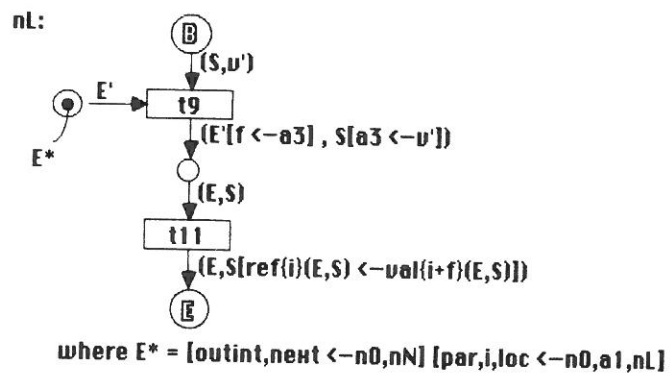 nL:
B
(S,v')
E'
t9
(E'[f <-a3] , S[a3 <-v'])
E*
(E,S)
t11
(E,S[ref{i}(E,S) <-val{i+f}(E,S)])
E
where E* = [outint,next <-n0,nN] [par,i,loc <-n0,a1,nL]